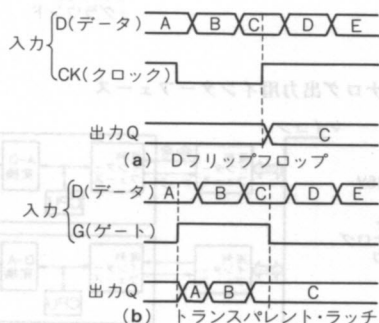 D(データ) A B C D E
入力
CK(クロック)
出力Q C
(a) Dフリップフロップ
D(データ) A B C D E
入力
G(ゲート)
出力Q A B C
(b) トランスパレント・ラッチ